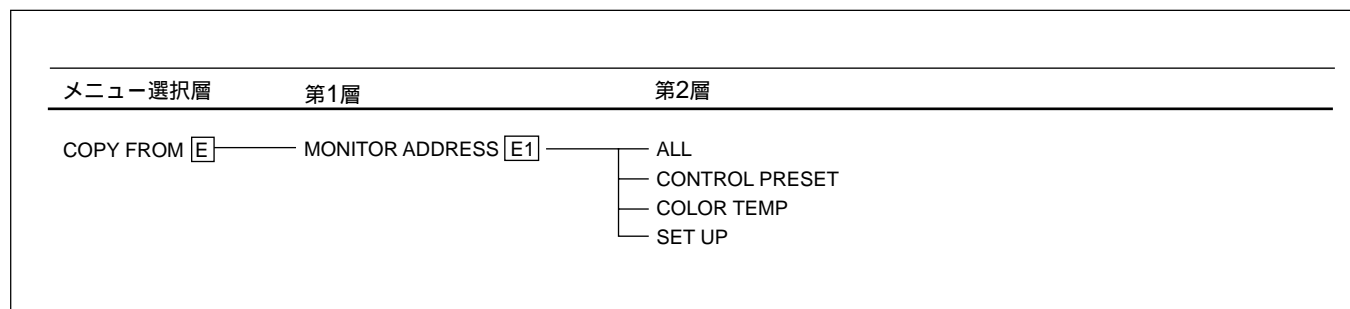 メニュー選択層 第1層 第2層
COPY FROM E MONITOR ADDRESS E1 ALL
CONTROL PRESET
COLOR TEMP
SET UP